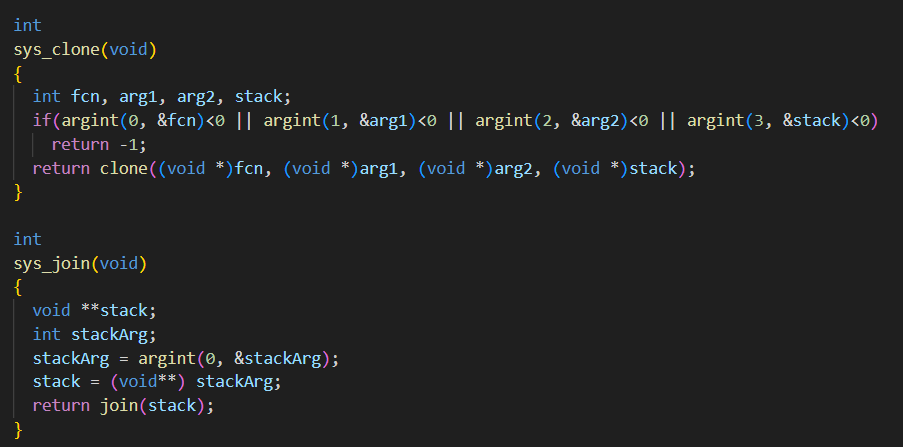 int
sys_clone(void)
{
  int fcn, arg1, arg2, stack;
  if(argint(0, &fcn)<0 || argint(1, &arg1)<0 || argint(2, &arg2)<0 || argint(3, &stack)<0)
    return -1;
  return clone((void *)fcn, (void *)arg1, (void *)arg2, (void *)stack);
}

int
sys_join(void)
{
  void **stack;
  int stackArg;
  stackArg = argint(0, &stackArg);
  stack = (void**) stackArg;
  return join(stack);
}